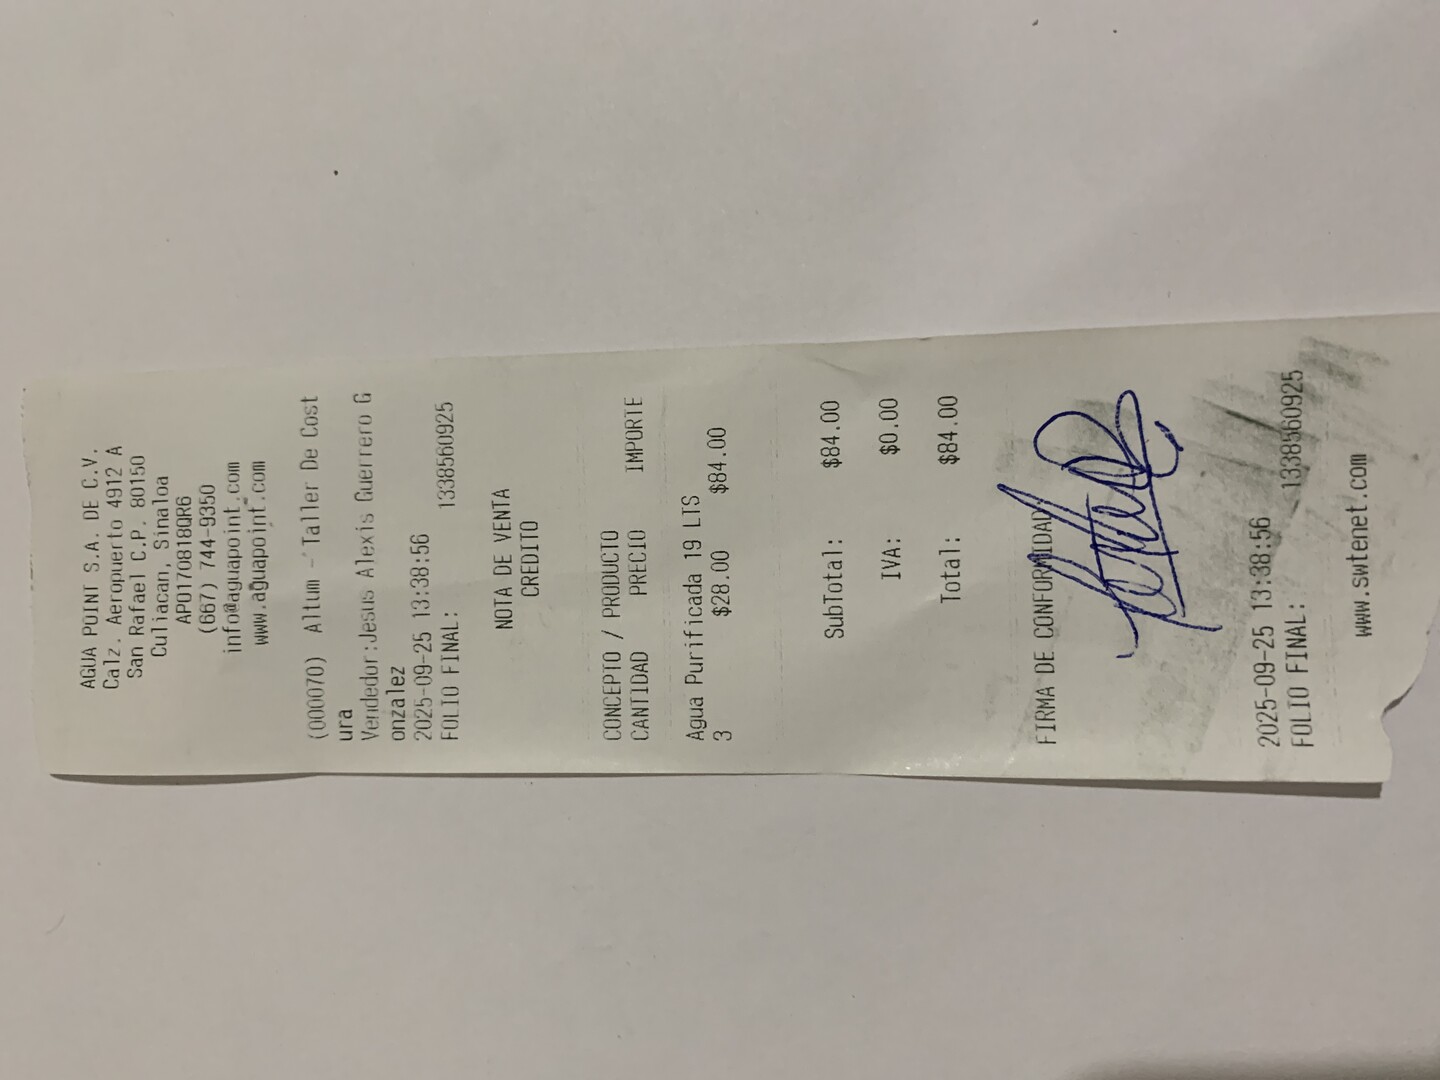 AGUA POINT S.A. DE C.V.
Calz. Aeropuerto 4912 A
San Rafael C.P. 80150
Culiacan, Sinaloa
APO170818QR6
(667) 744-9350
info@aguapoint.com
www.aguapoint.com
(000070) Altum - Taller De Cost
ura
Vendedor:Jesus Alexis Guerrero G
onzalez
2025-09-25 13:38:56
FOLIO FINAL: 1338560925
NOTA DE VENTA
CREDITO
CONCEPTO / PRODUCTO
CANTIDAD PRECIO IMPORTE
Agua Purificada 19 LTS
3 $28.00 $84.00
SubTotal: $84.00
IVA: $0.00
Total: $84.00
FIRMA DE CONFORMIDAD
2025-09-25 13:38:56
FOLIO FINAL: 1338560925
www.swtenet.com